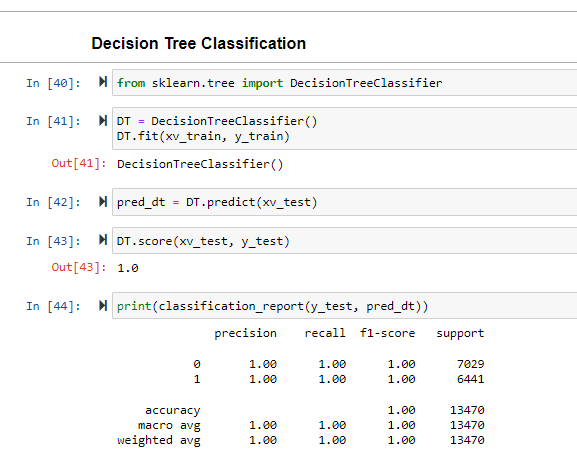 Decision Tree Classification
In [40]: from sklearn.tree import DecisionTreeClassifier
In [41]: DT = DecisionTreeClassifier()
DT.fit(xv_train, y_train)
Out[41]: DecisionTreeClassifier()
In [42]: pred_dt = DT.predict(xv_test)
In [43]: DT.score(xv_test, y_test)
Out[43]: 1.0
In [44]: print(classification_report(y_test, pred_dt))
precision recall f1-score support
0 1.00 1.00 1.00 7029
1 1.00 1.00 1.00 6441
accuracy 1.00 13470
macro avg 1.00 1.00 1.00 13470
weighted avg 1.00 1.00 1.00 13470